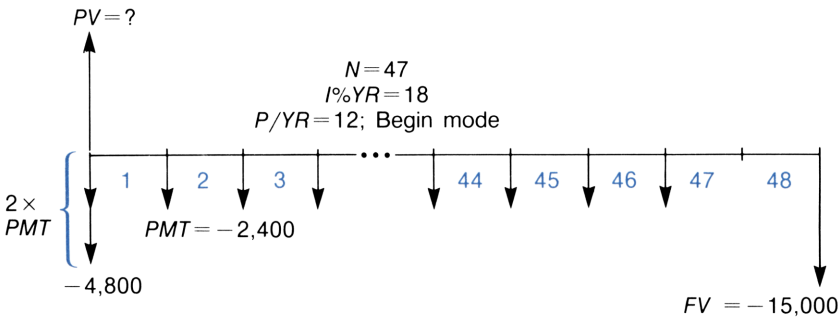 PV = ?
N = 47
I%YR = 18
P/YR = 12; Begin mode
•••
1 2 3 44 45 46 47 48
2 ×
PMT
PMT = − 2,400
− 4,800
FV = − 15,000